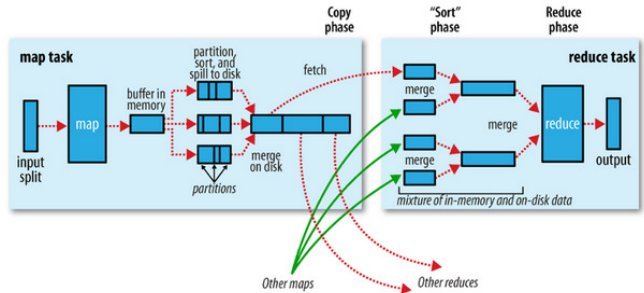 Copy
phase
“Sort”
phase
Reduce
phase
map task
partition,
sort, and
spill to disk
fetch
reduce task
buffer in
memory
merge
map
merge
reduce
input
split
merge
on disk
merge
output
partitions
mixture of in-memory and on-disk data
Other maps
Other reduces